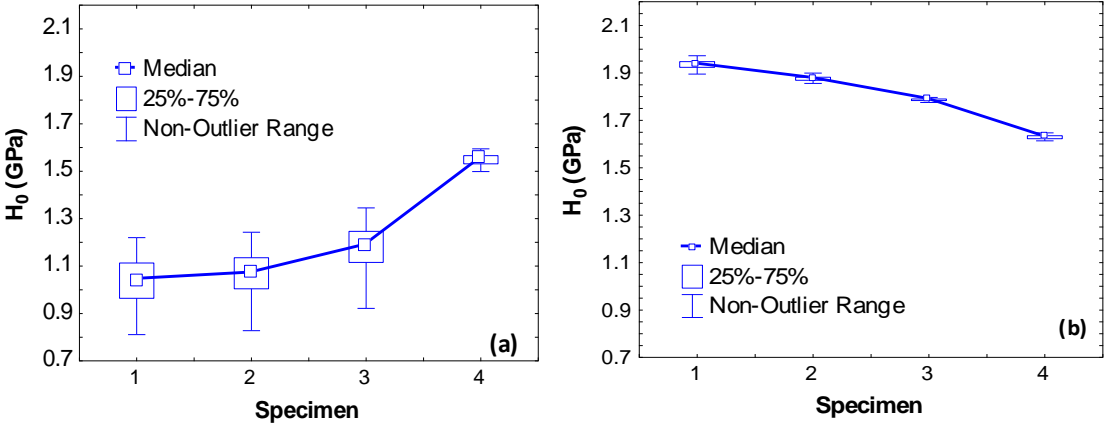 2.1
1.9
1.7
1.5
1.3
1.1
0.9
0.7
H₀ (GPa)
Median
25%-75%
Non-Outlier Range
(a)
1 2 3 4
Specimen
2.1
1.9
1.7
1.5
1.3
1.1
0.9
0.7
H₀ (GPa)
Median
25%-75%
Non-Outlier Range
(b)
1 2 3 4
Specimen